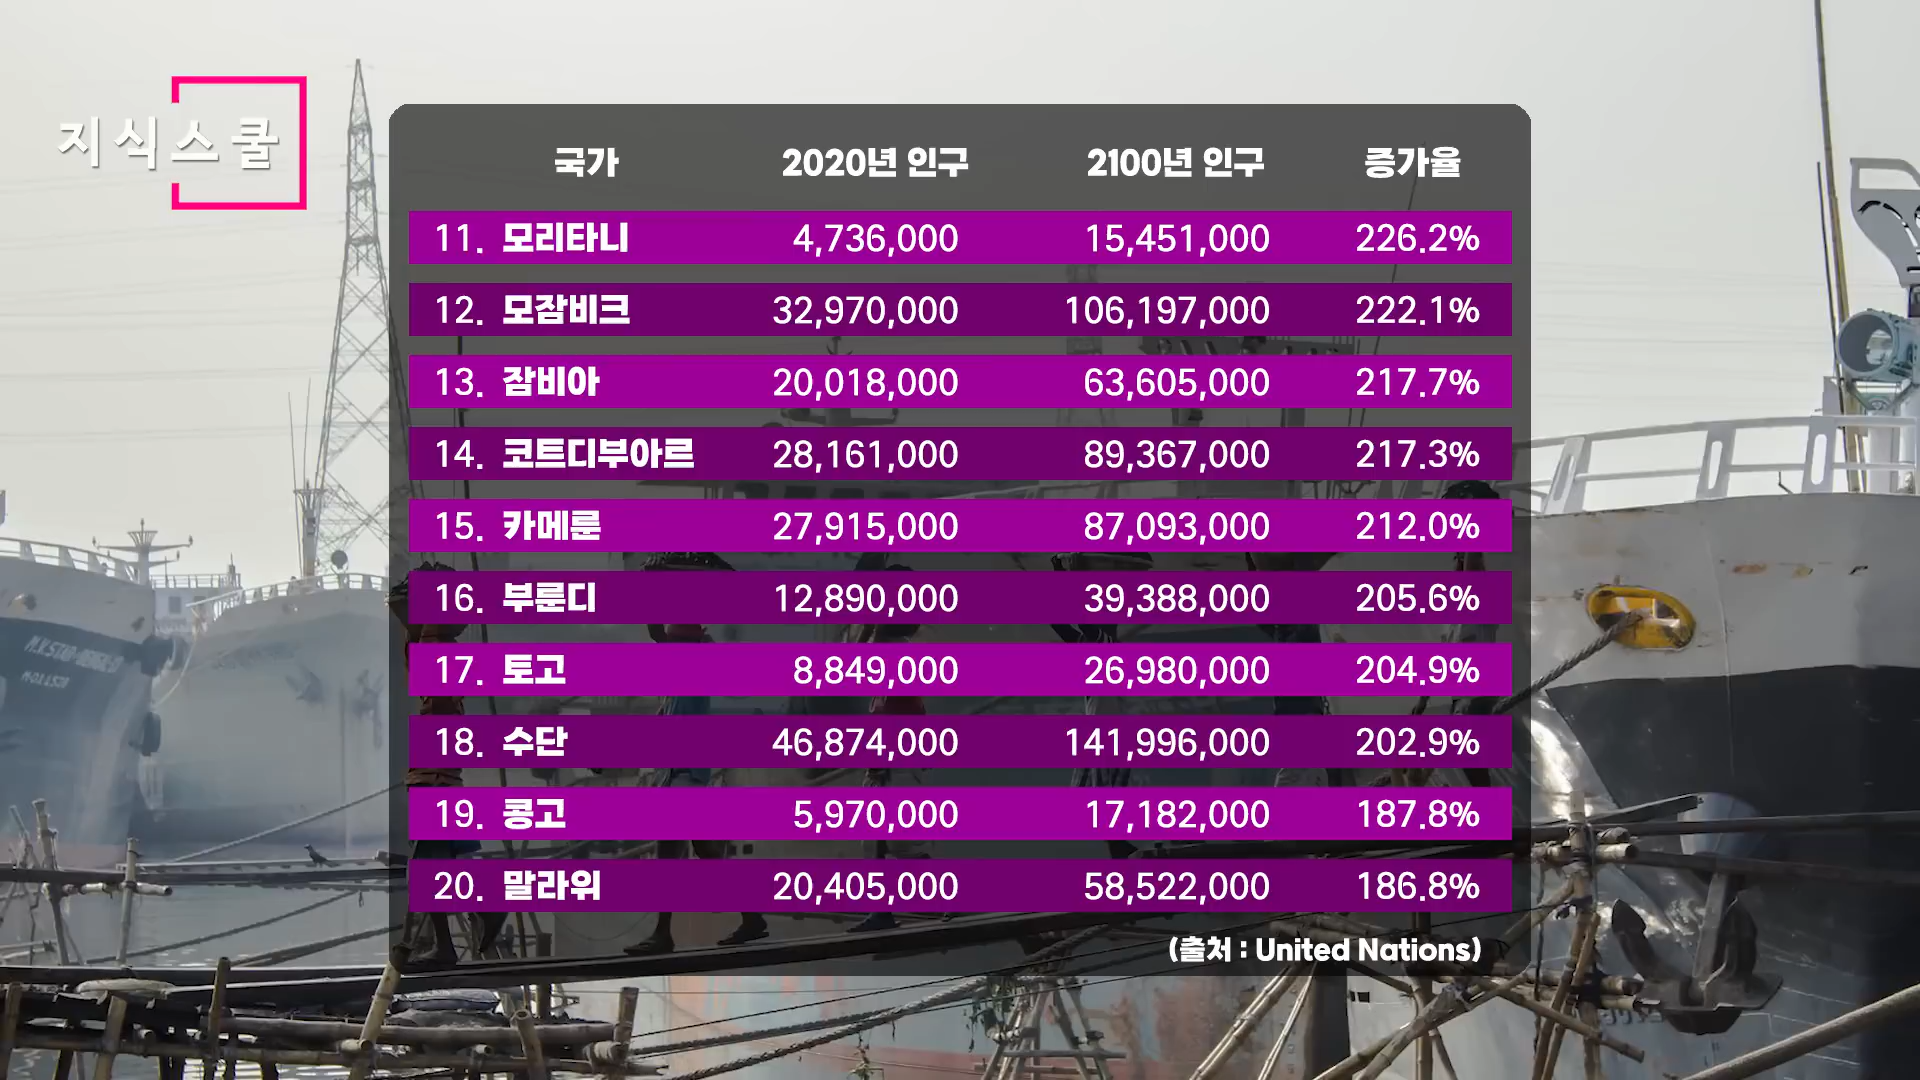 지식스쿨
국가 2020년 인구 2100년 인구 증가율
11. 모리타니 4,736,000 15,451,000 226.2%
12. 모잠비크 32,970,000 106,197,000 222.1%
13. 잠비아 20,018,000 63,605,000 217.7%
14. 코트디부아르 28,161,000 89,367,000 217.3%
15. 카메룬 27,915,000 87,093,000 212.0%
16. 부룬디 12,890,000 39,388,000 205.6%
17. 토고 8,849,000 26,980,000 204.9%
18. 수단 46,874,000 141,996,000 202.9%
19. 콩고 5,970,000 17,182,000 187.8%
20. 말라위 20,405,000 58,522,000 186.8%
(출처 : United Nations)